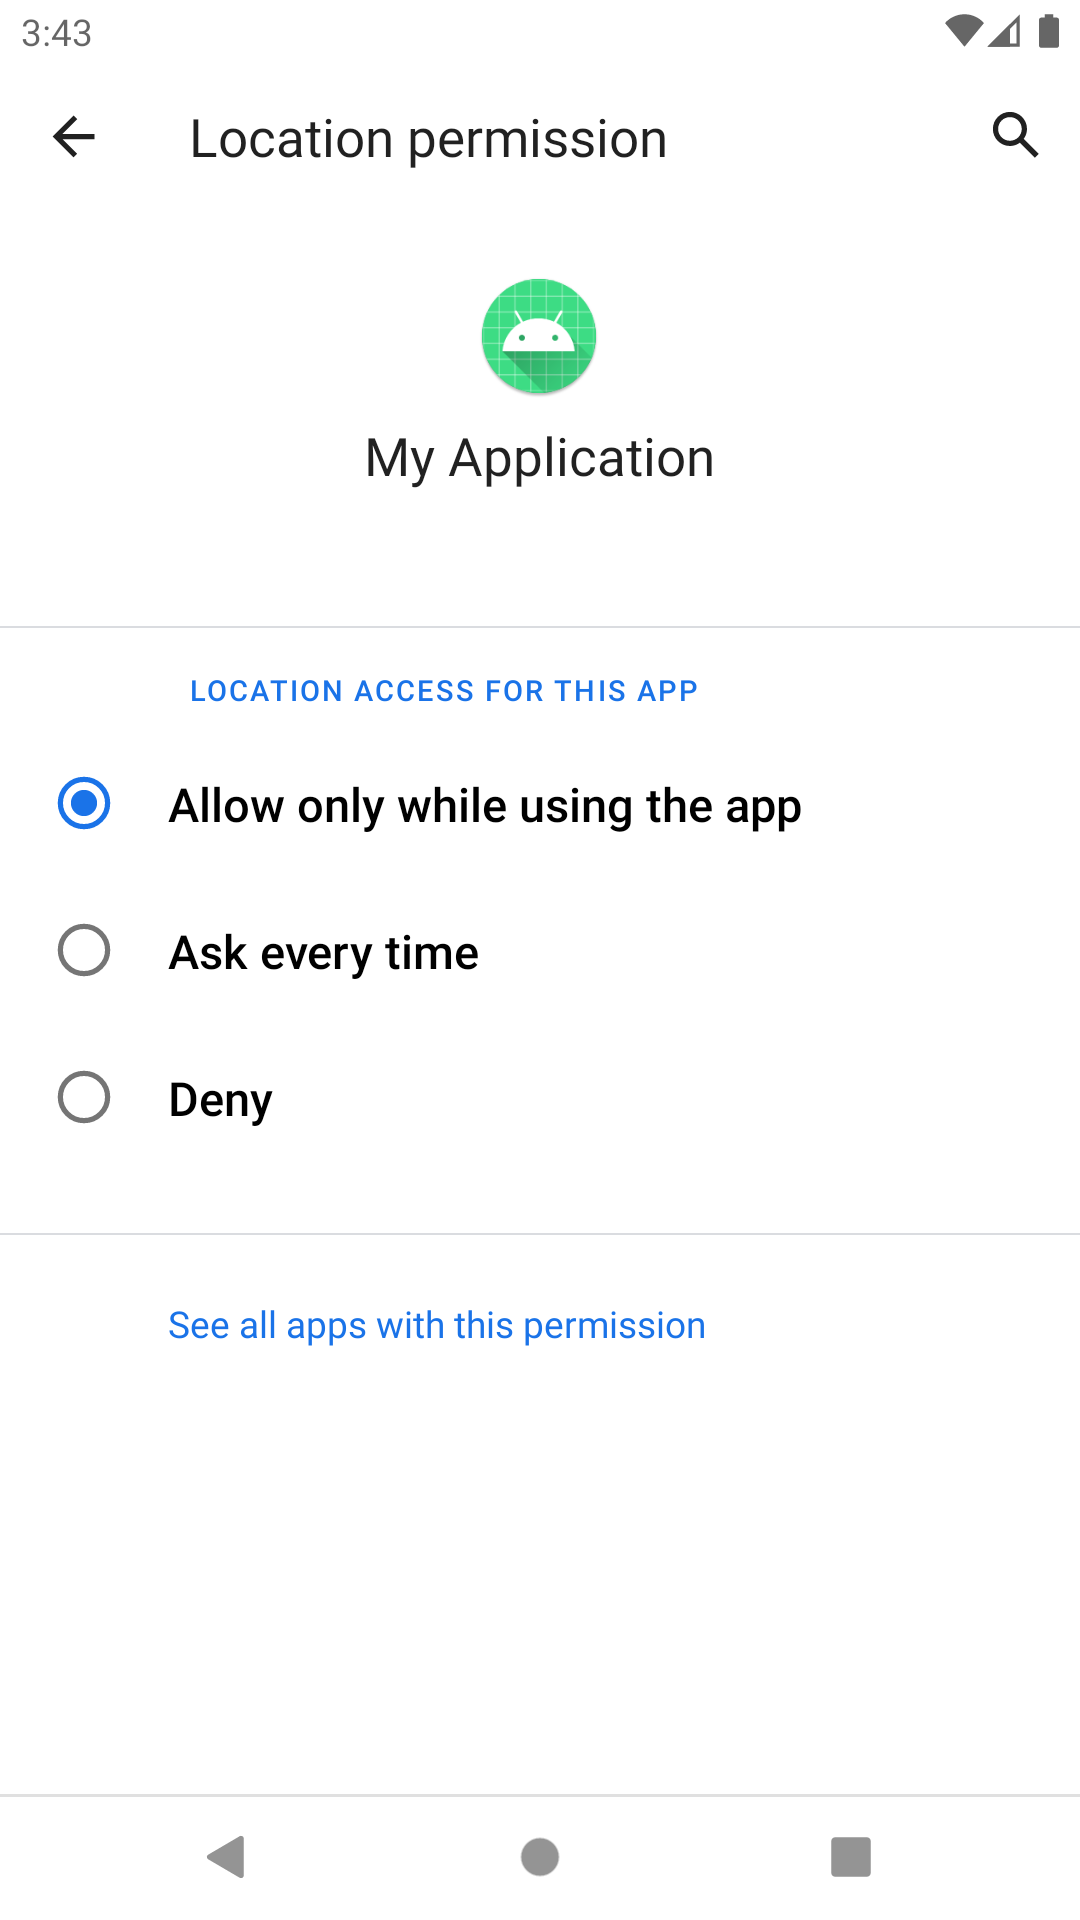 3:43
Location permission
My Application
LOCATION ACCESS FOR THIS APP
Allow only while using the app
Ask every time
Deny
See all apps with this permission